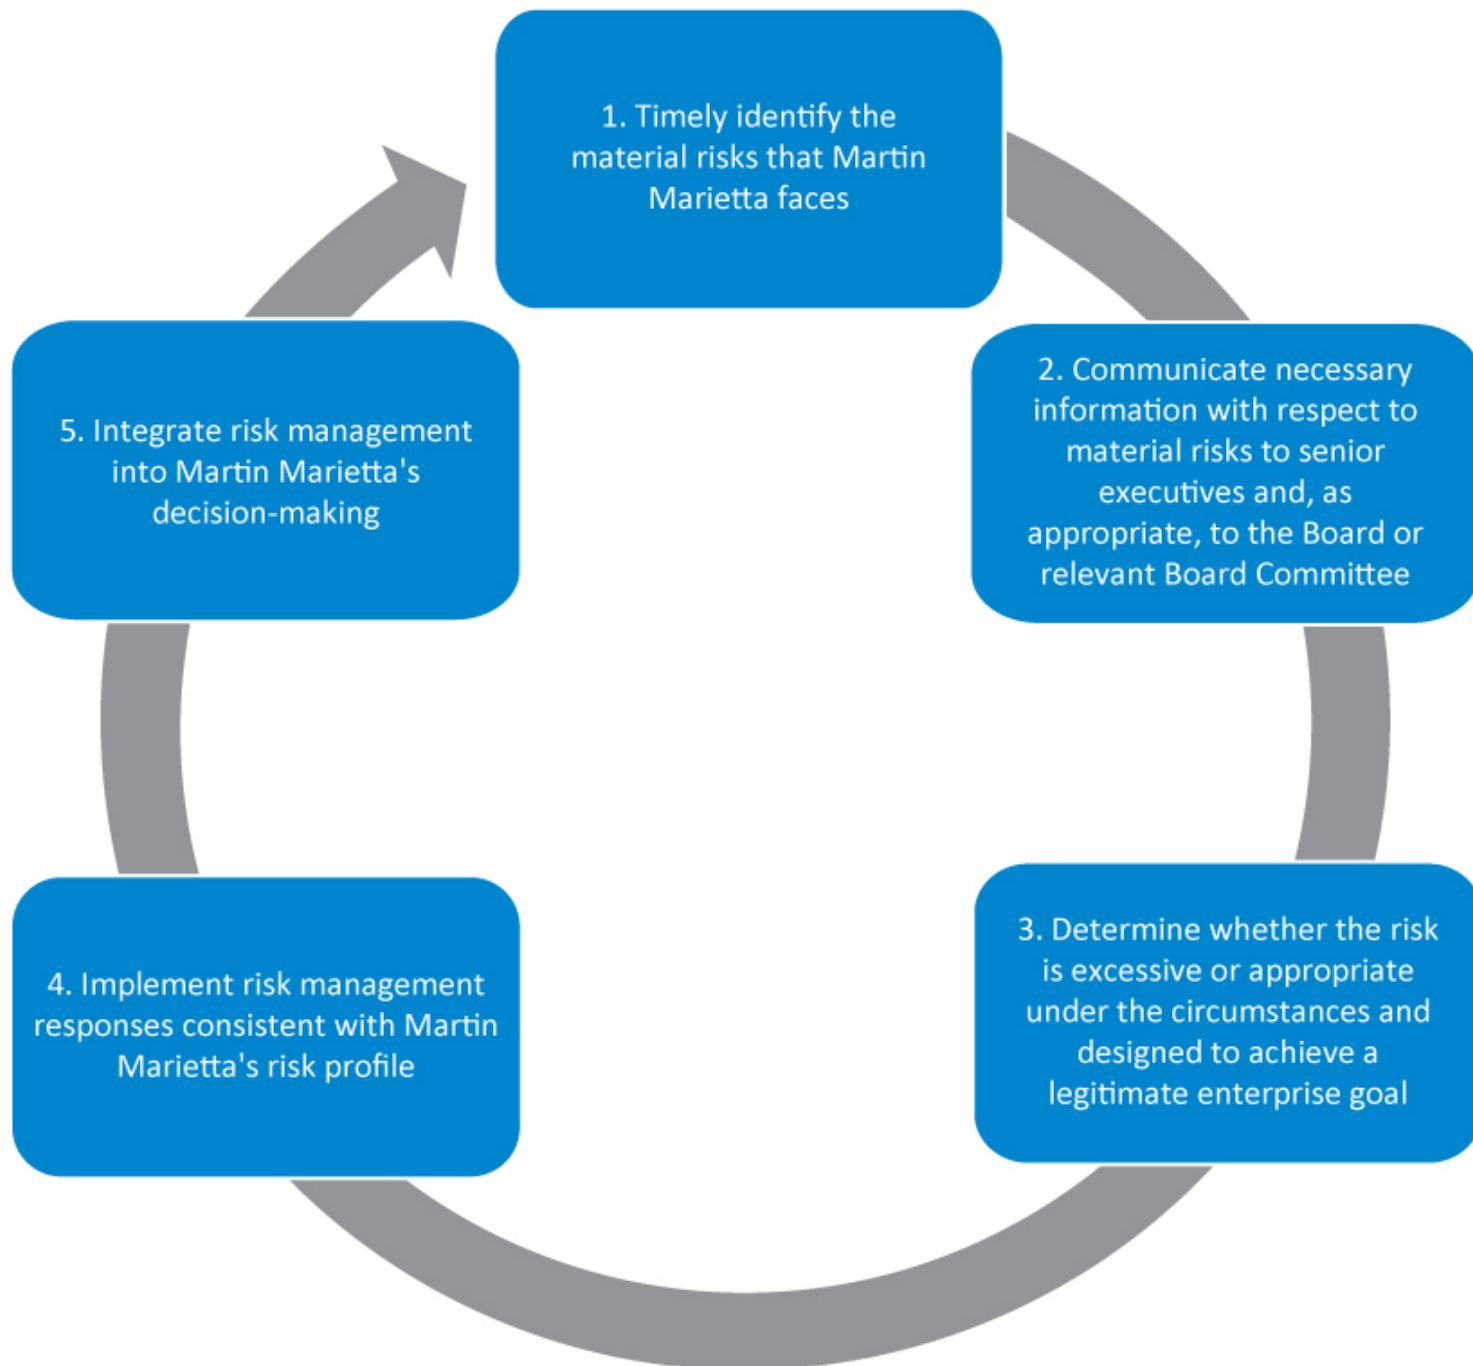 1. Timely identify the
material risks that Martin
Marietta faces
2. Communicate necessary
information with respect to
material risks to senior
executives and, as
appropriate, to the Board or
relevant Board Committee
3. Determine whether the risk
is excessive or appropriate
under the circumstances and
designed to achieve a
legitimate enterprise goal
4. Implement risk management
responses consistent with Martin
Marietta's risk profile
5. Integrate risk management
into Martin Marietta's
decision-making